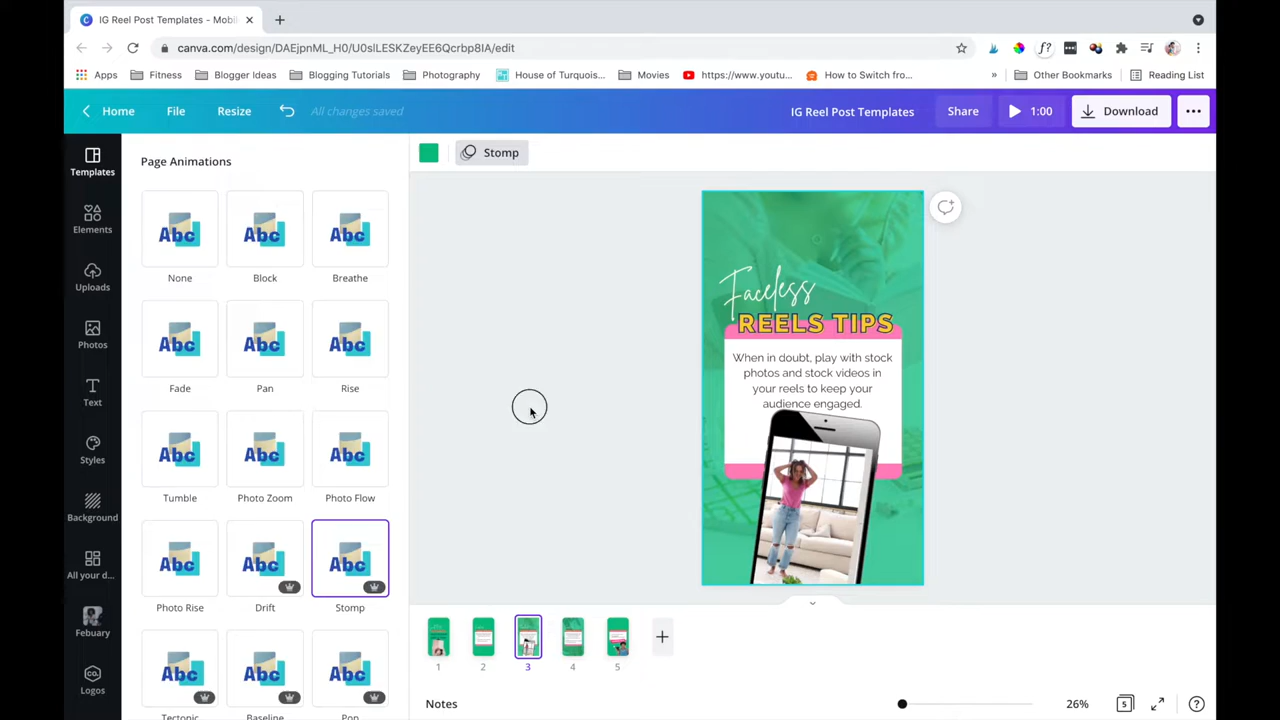 IG Reel Post Templates - Mobil
canva.com/design/DAEjpnML_H0/U0slLESKZeyEE6Qcrbp8IA/edit
Apps
Fitness
Blogger Ideas
Blogging Tutorials
Photography
House of Turquois...
Movies
https://www.youtu...
How to Switch from...
»
Other Bookmarks
Reading List
Home
File
Resize
All changes saved
IG Reel Post Templates
Share
1:00
Download
Templates
Elements
Uploads
Photos
Text
Styles
Background
All your d...
Febuary
Logos
Page Animations
Abc
None
Abc
Block
Abc
Breathe
Abc
Fade
Abc
Pan
Abc
Rise
Abc
Tumble
Abc
Photo Zoom
Abc
Photo Flow
Abc
Photo Rise
Abc
Drift
Abc
Stomp
Abc
Tectonic
Abc
Baseline
Abc
Pop
Stomp
Faceless
REELS TIPS
When in doubt, play with stock
photos and stock videos in
your reels to keep your
audience engaged.
1
2
3
4
5
Notes
26%
5